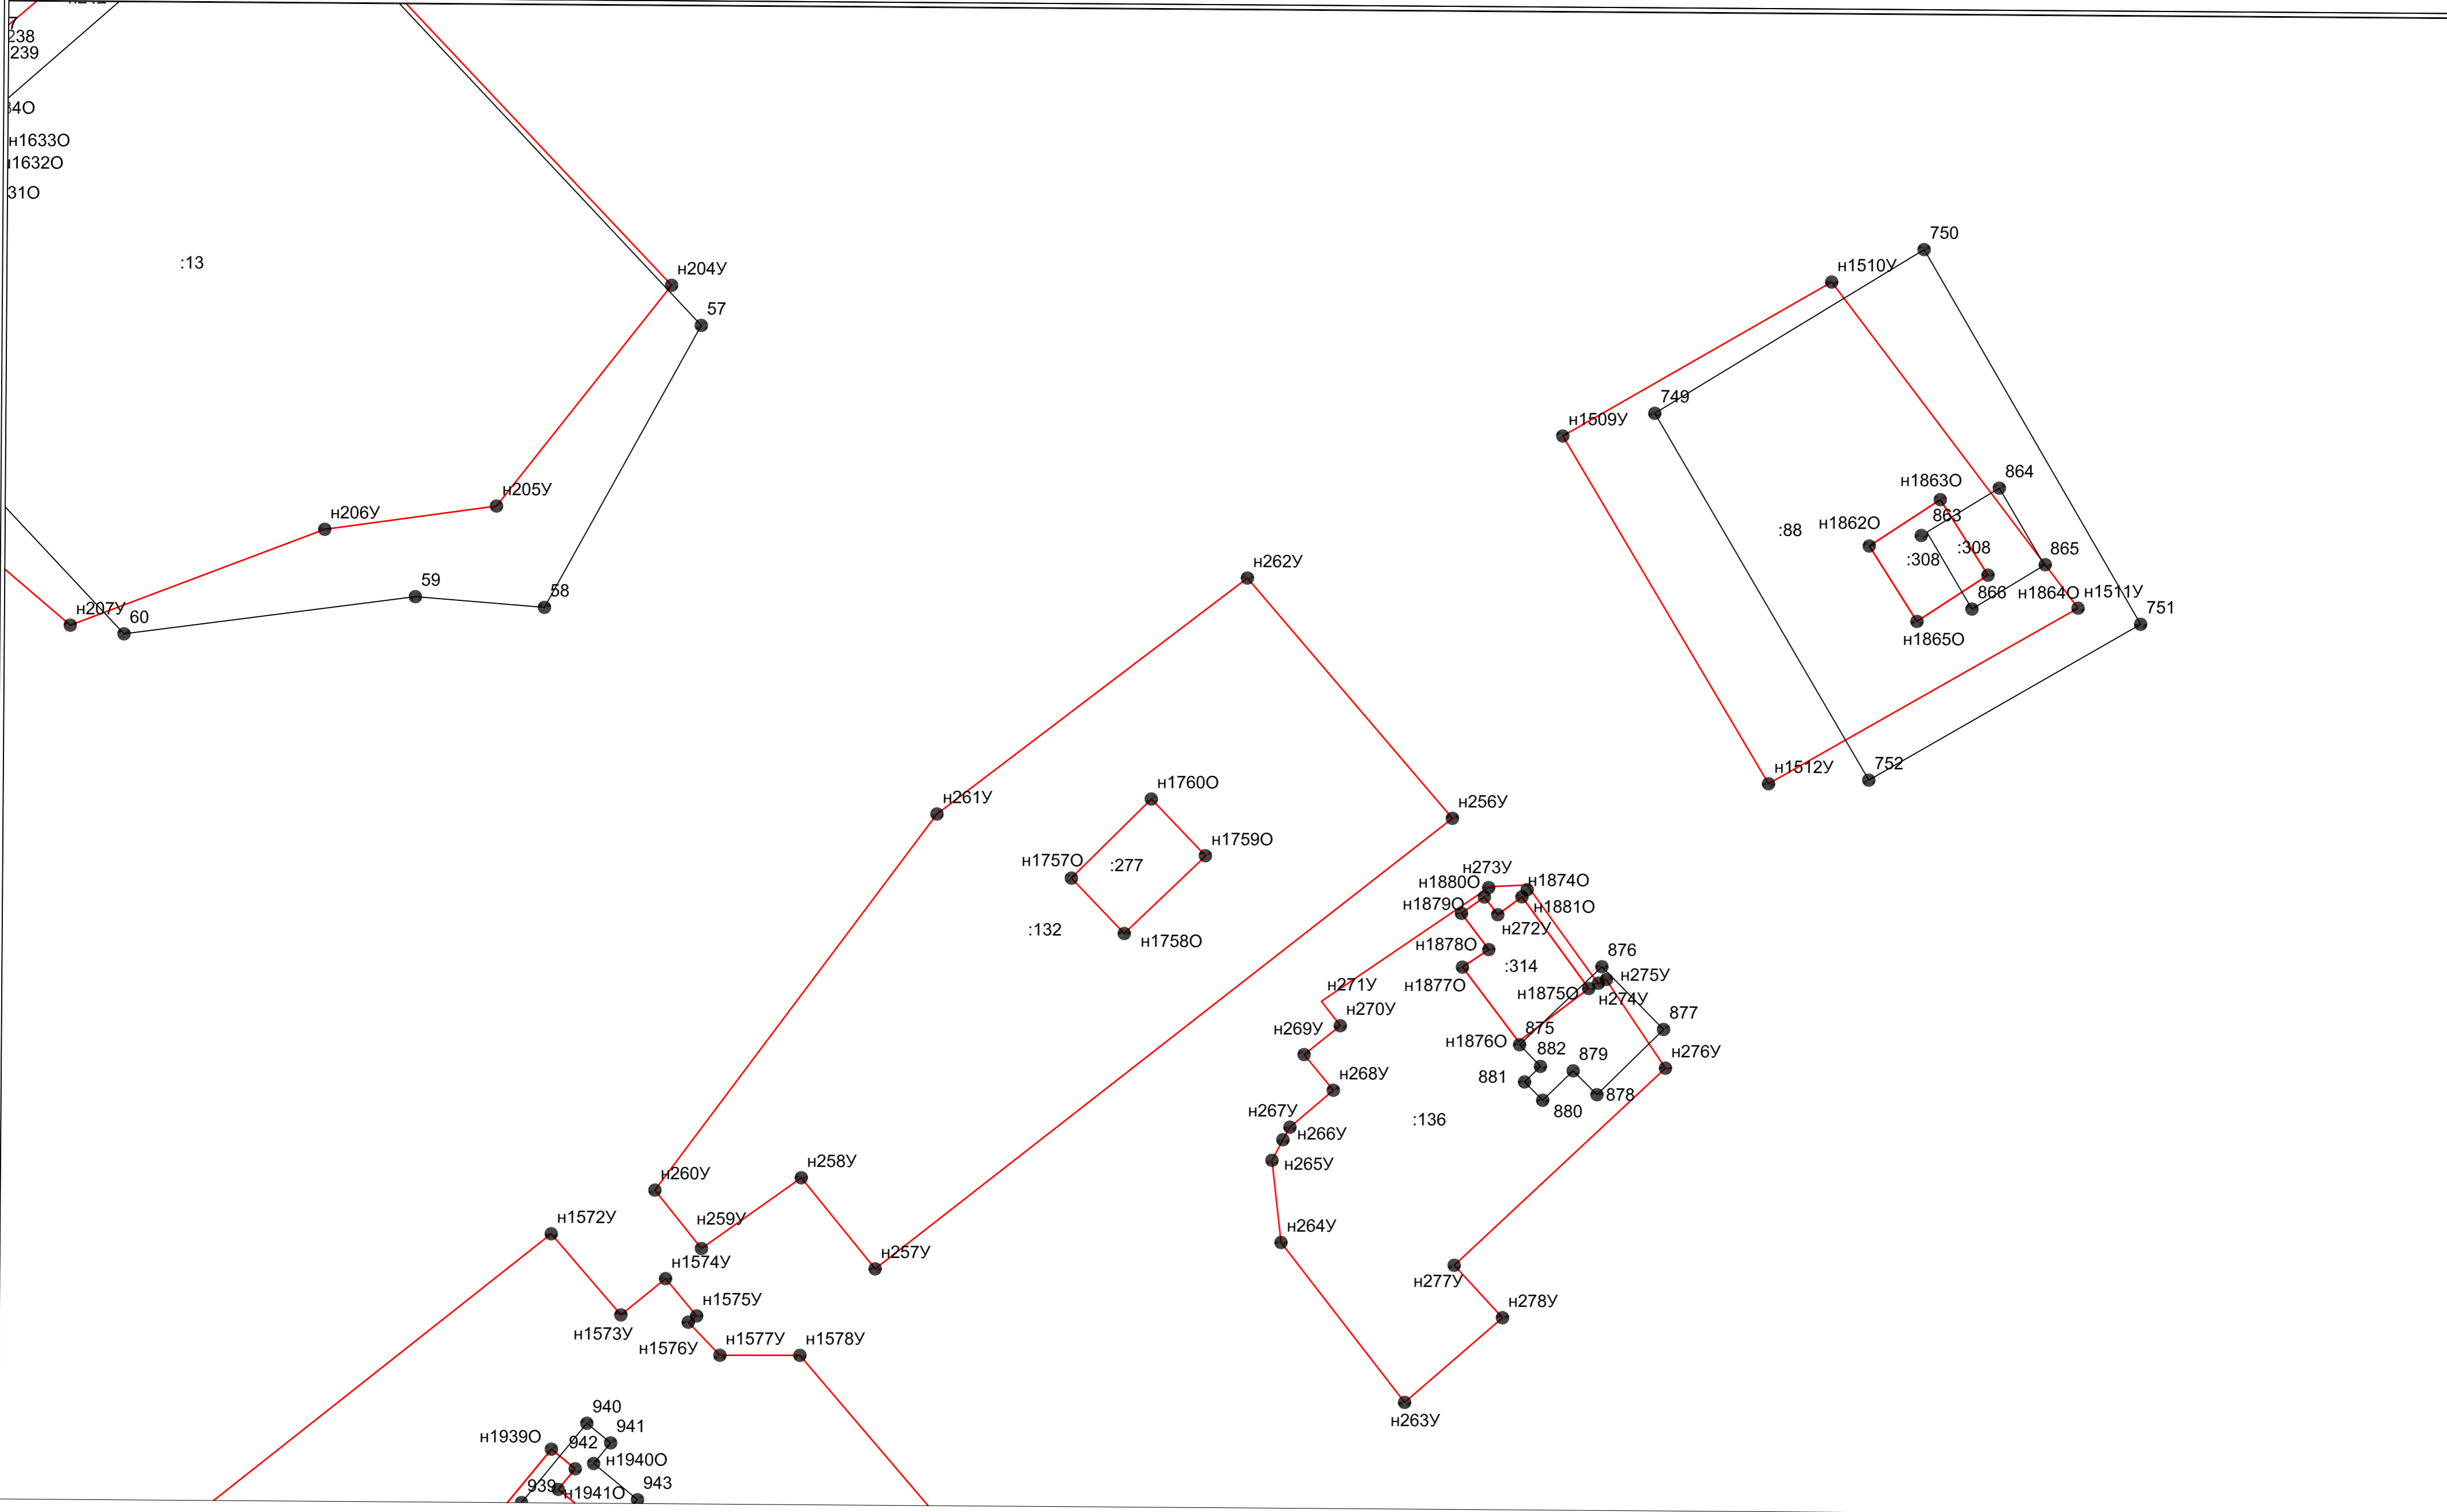 238
239
34О
н1633О
1632О
31О
:13
н204У
57
750
н1510У
749
н1509У
864
н1863О
н205У
863
н1862О
:88
н206У
:308
865
:308
н262У
59
58
866
н1864О
н1511У
751
н207У
60
н1865О
752
н1512У
н1760О
н261У
н256У
н1759О
н1757О
:277
н273У
н1880О
н1874О
н1879О
н1881О
:132
н272У
н1758О
н1878О
876
:314
н275У
н271У
н1877О
н1875О
н274У
н270У
877
н269У
875
н1876О
882
879
н276У
н268У
881
878
н267У
880
:136
н266У
н258У
н265У
н260У
н1572У
н259У
н264У
н257У
н1574У
н277У
н1575У
н278У
н1573У
н1576У
н1577У
н1578У
940
н263У
941
н1939О
942
н1940О
943
939
н1941О